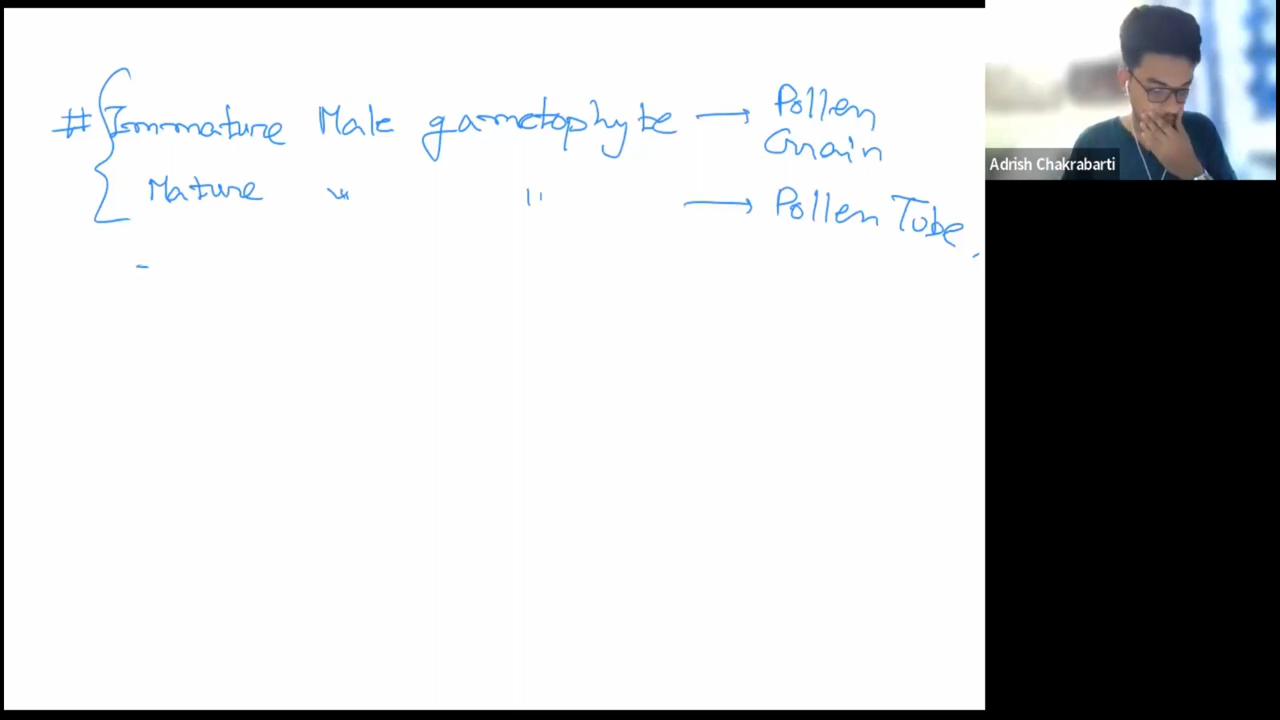 # Immature Male gametophyte → Pollen
Grain
Mature " " → Pollen Tube.
-
Adrish Chakrabarti